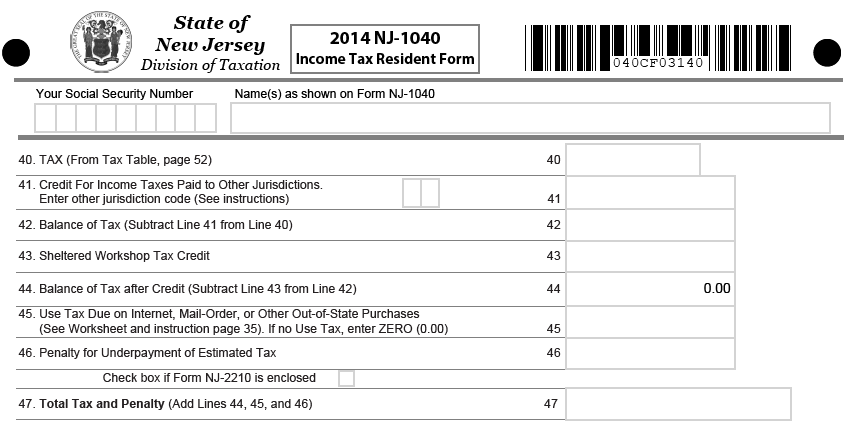 State of
New Jersey
Division of Taxation
2014 NJ-1040
Income Tax Resident Form
040CF03140
Your Social Security Number
Name(s) as shown on Form NJ-1040
40. TAX (From Tax Table, page 52) 40
41. Credit For Income Taxes Paid to Other Jurisdictions.
Enter other jurisdiction code (See instructions) 41
42. Balance of Tax (Subtract Line 41 from Line 40) 42
43. Sheltered Workshop Tax Credit 43
44. Balance of Tax after Credit (Subtract Line 43 from Line 42) 44 0.00
45. Use Tax Due on Internet, Mail-Order, or Other Out-of-State Purchases
(See Worksheet and instruction page 35). If no Use Tax, enter ZERO (0.00) 45
46. Penalty for Underpayment of Estimated Tax 46
Check box if Form NJ-2210 is enclosed
47. Total Tax and Penalty (Add Lines 44, 45, and 46) 47